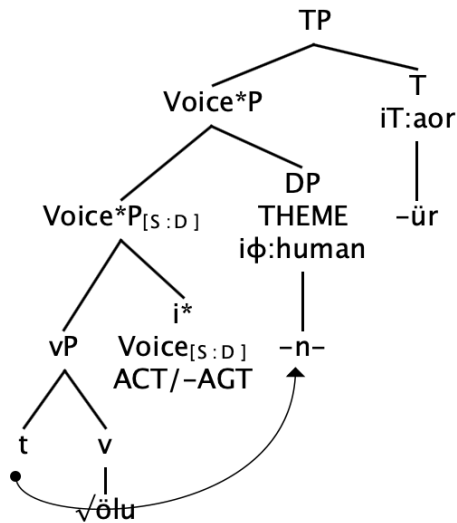 TP
Voice*P
T
iT:aor
-ür
Voice*P[S:D]
DP
THEME
iφ:human
-n-
vP
i*
Voice[S:D]
ACT/-AGT
t
v
√ölu